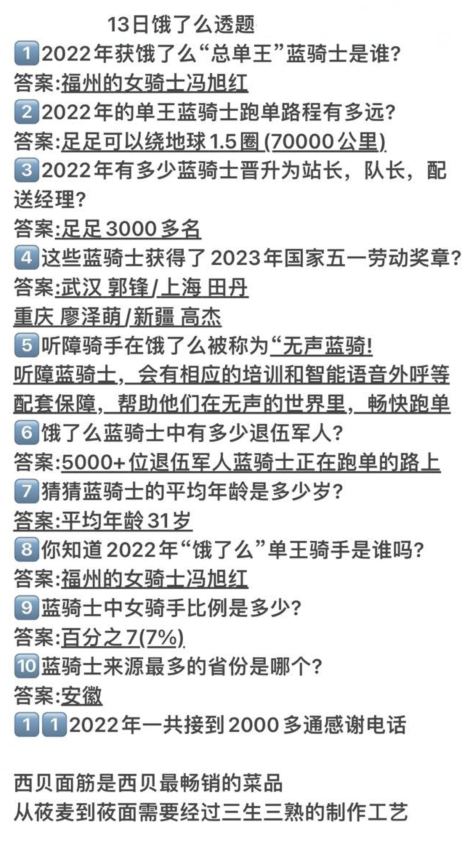 13日饿了么透题
1️⃣2022年获饿了么“总单王”蓝骑士是谁?
答案:福州的女骑士冯旭红
2️⃣2022年的单王蓝骑士跑单路程有多远?
答案:足足可以绕地球1.5圈(70000公里)
3️⃣2022年有多少蓝骑士晋升为站长，队长，配
送经理?
答案:足足3000多名
4️⃣这些蓝骑士获得了2023年国家五一劳动奖章?
答案:武汉 郭锋/上海 田丹
重庆 廖泽萌/新疆 高杰
5️⃣听障骑手在饿了么被称为“无声蓝骑!
听障蓝骑士，会有相应的培训和智能语音外呼等
配套保障，帮助他们在无声的世界里，畅快跑单
6️⃣饿了么蓝骑士中有多少退伍军人?
答案:5000+位退伍军人蓝骑士正在跑单的路上
7️⃣猜猜蓝骑士的平均年龄是多少岁?
答案:平均年龄31岁
8️⃣你知道2022年“饿了么”单王骑手是谁吗?
答案:福州的女骑士冯旭红
9️⃣蓝骑士中女骑手比例是多少?
答案:百分之7(7%)
🔟蓝骑士来源最多的省份是哪个?
答案:安徽
1️⃣1️⃣2022年一共接到2000多通感谢电话
西贝面筋是西贝最畅销的菜品
从莜麦到莜面需要经过三生三熟的制作工艺